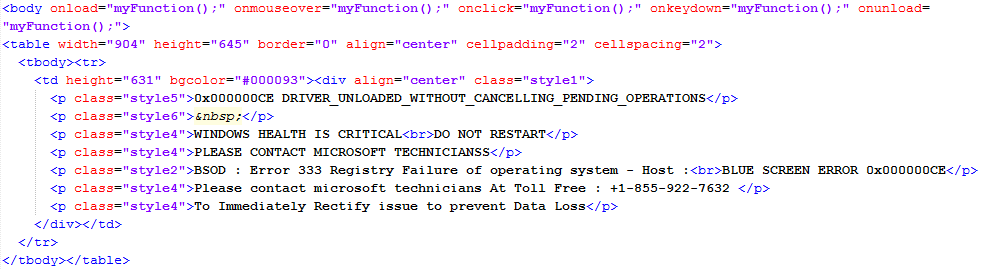 <body onload="myFunction();" onmouseover="myFunction();" onclick="myFunction();" onkeydown="myFunction();" onunload=
"myFunction();">
<table width="904" height="645" border="0" align="center" cellpadding="2" cellspacing="2">
<tbody><tr>
<td height="631" bgcolor="#000093"><div align="center" class="style1">
<p class="style5">0x000000CE DRIVER_UNLOADED_WITHOUT_CANCELLING_PENDING_OPERATIONS</p>
<p class="style6">&nbsp;</p>
<p class="style4">WINDOWS HEALTH IS CRITICAL<br>DO NOT RESTART</p>
<p class="style4">PLEASE CONTACT MICROSOFT TECHNICIANSS</p>
<p class="style2">BSOD : Error 333 Registry Failure of operating system - Host :<br>BLUE SCREEN ERROR 0x000000CE</p>
<p class="style4">Please contact microsoft technicians At Toll Free : +1-855-922-7632 </p>
<p class="style4">To Immediately Rectify issue to prevent Data Loss</p>
</div></td>
</tr>
</tbody></table>